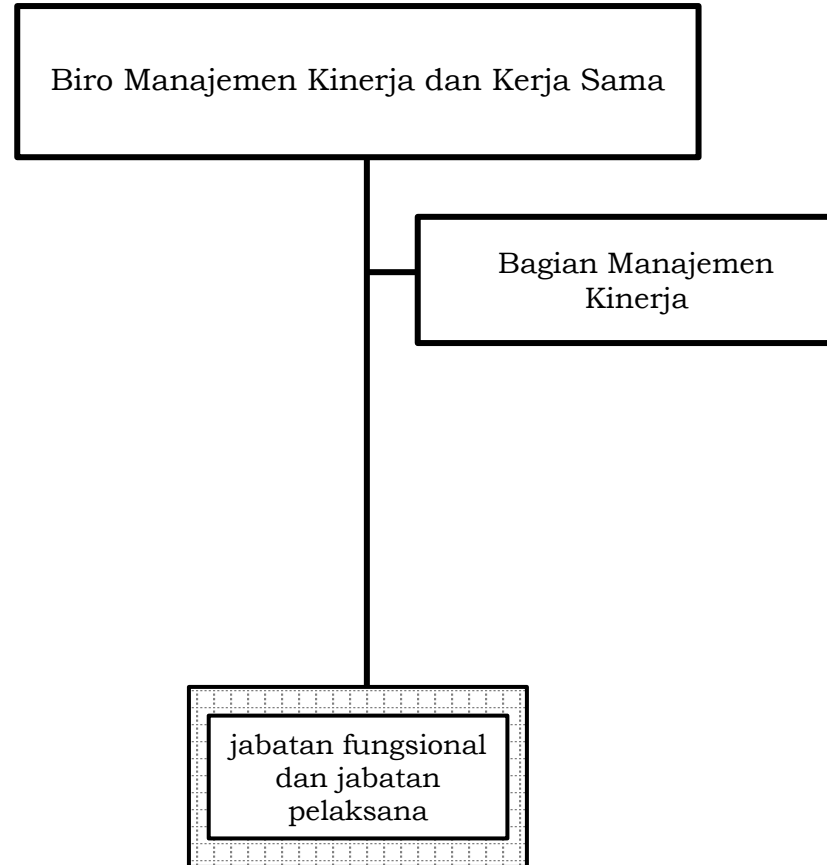 Biro Manajemen Kinerja dan Kerja Sama
Bagian Manajemen
Kinerja
jabatan fungsional
dan jabatan
pelaksana